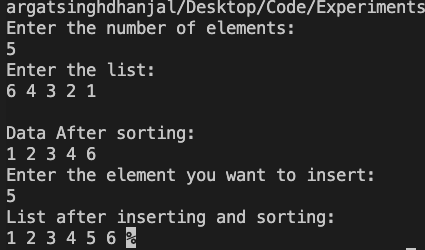 argatsinghdhanjal/Desktop/Code/Experiments
Enter the number of elements:
5
Enter the list:
6 4 3 2 1
Data After sorting:
1 2 3 4 6
Enter the element you want to insert:
5
List after inserting and sorting:
1 2 3 4 5 6 %